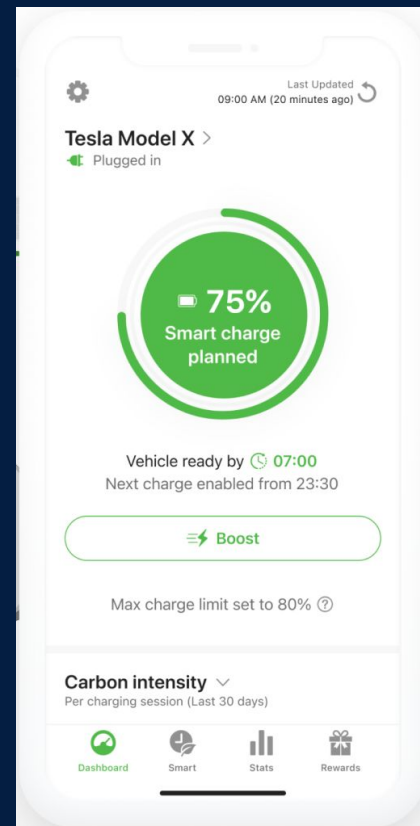 Last Updated
09:00 AM (20 minutes ago)
Tesla Model X >
Plugged in
75%
Smart charge
planned
Vehicle ready by 07:00
Next charge enabled from 23:30
Boost
Max charge limit set to 80% ?
Carbon intensity
Per charging session (Last 30 days)
Dashboard Smart Stats Rewards